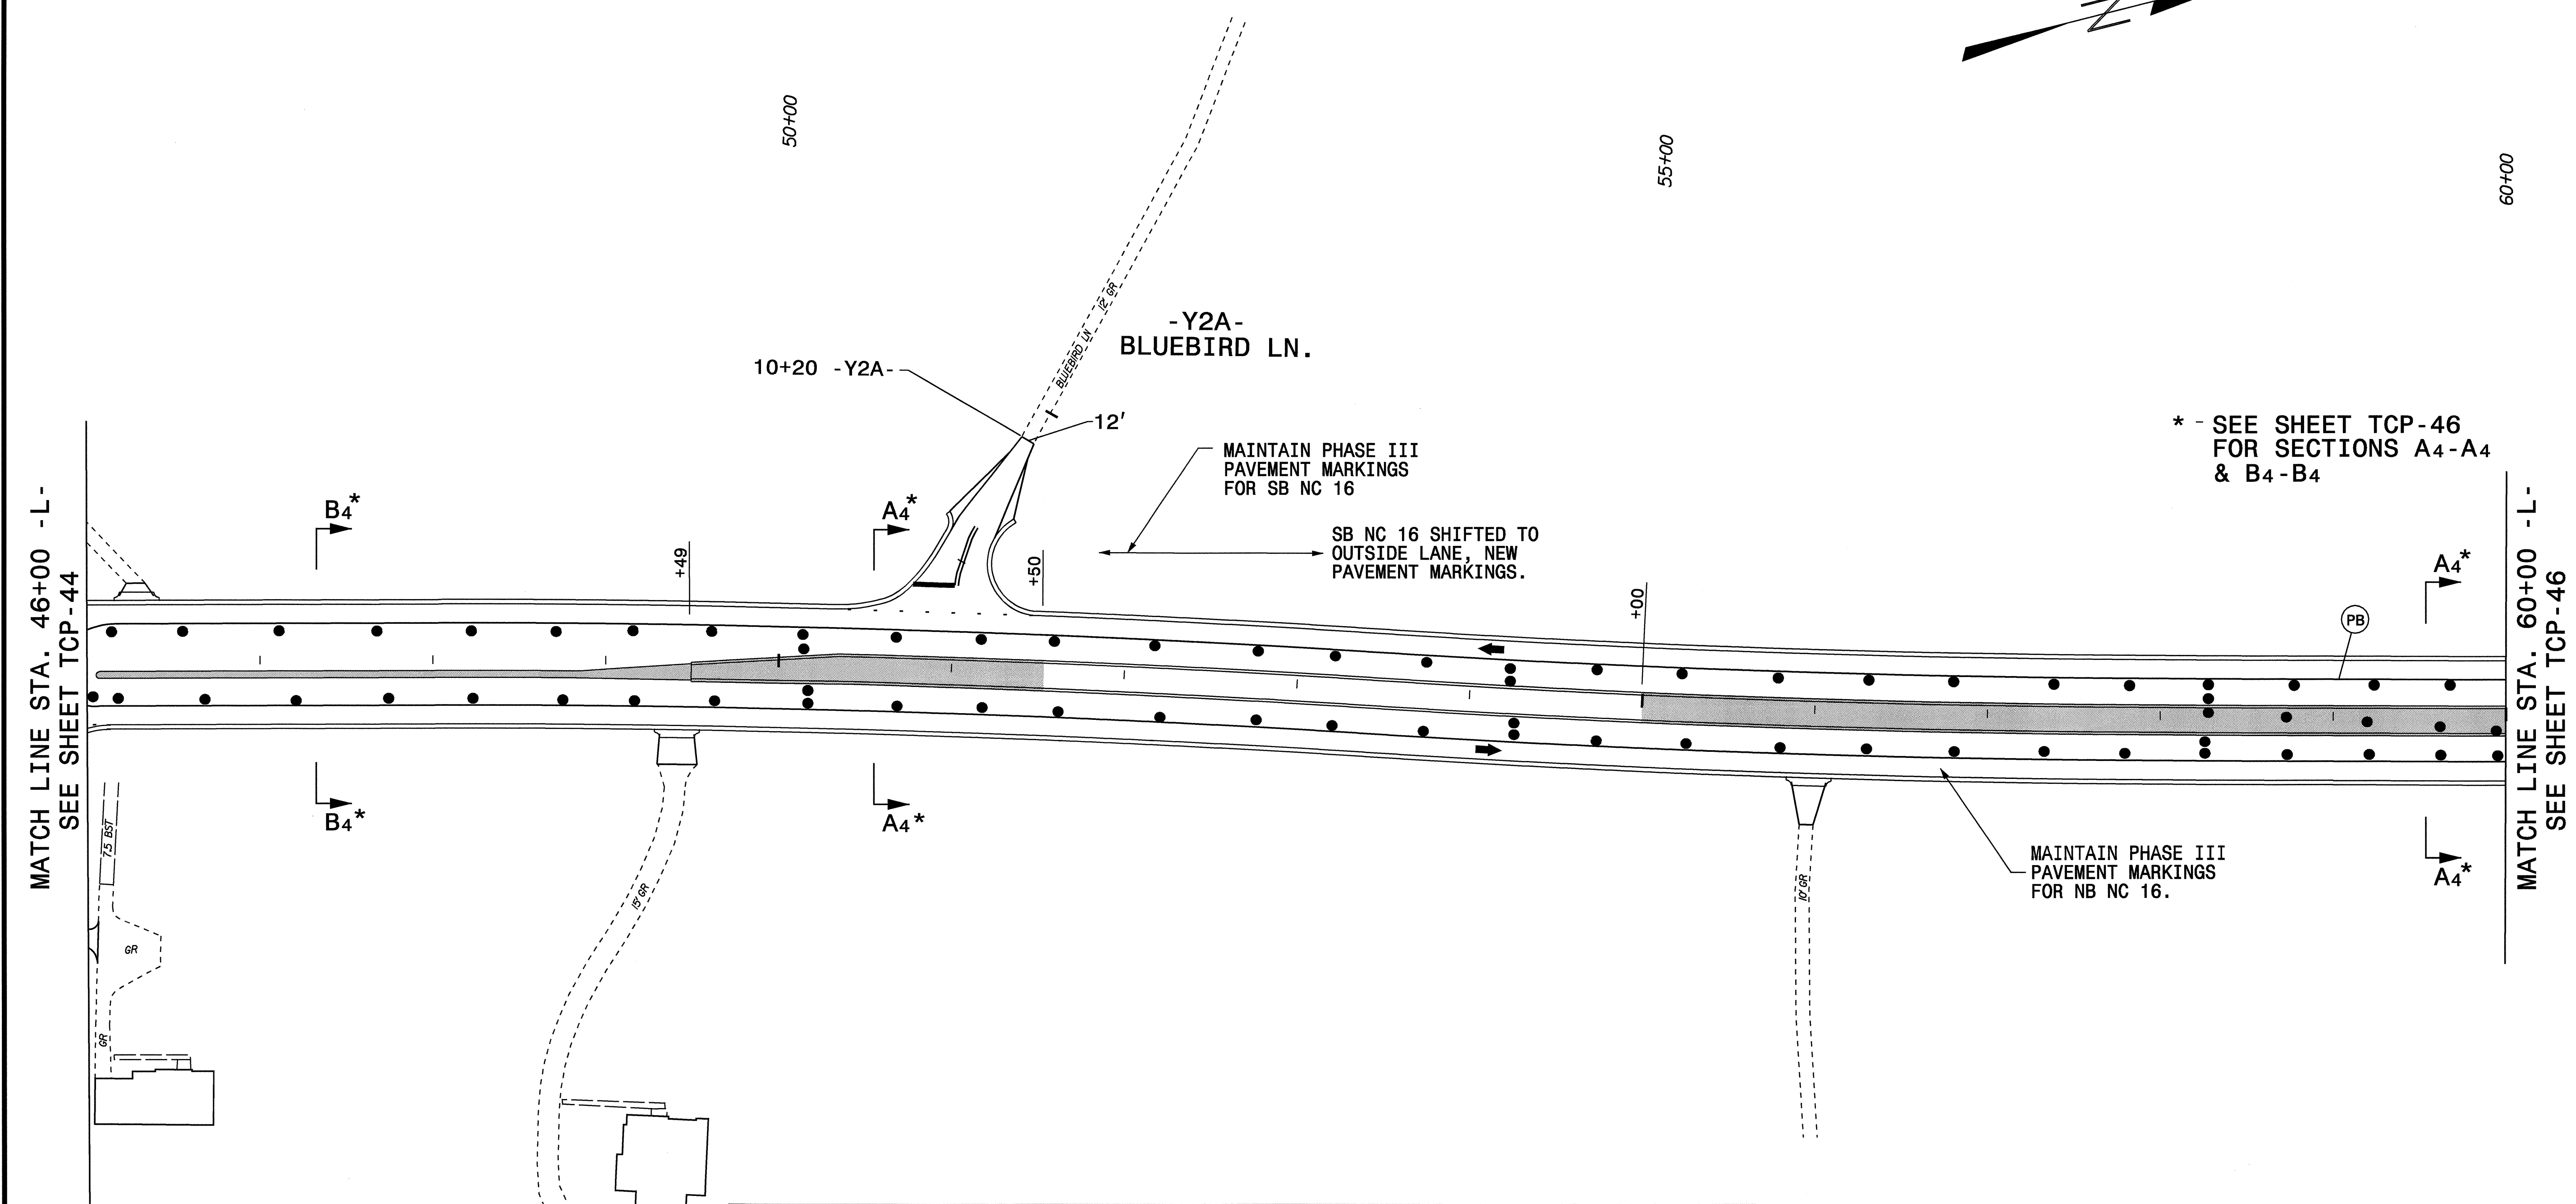 50+00
55+00
60+00
-Y2A-
BLUEBIRD LN.
BLUEBIRD LN 12' GR
10+20 -Y2A-
12'
MAINTAIN PHASE III
PAVEMENT MARKINGS
FOR SB NC 16
SB NC 16 SHIFTED TO
OUTSIDE LANE, NEW
PAVEMENT MARKINGS.
* - SEE SHEET TCP-46
FOR SECTIONS A4-A4
& B4-B4
MATCH LINE STA. 46+00 -L-
SEE SHEET TCP-44
B4*
A4*
+49
+50
+00
A4*
PB
MATCH LINE STA. 60+00 -L-
SEE SHEET TCP-46
B4*
A4*
A4*
MAINTAIN PHASE III
PAVEMENT MARKINGS
FOR NB NC 16.
7.5 BST
15' GR
10' GR
GR
GR